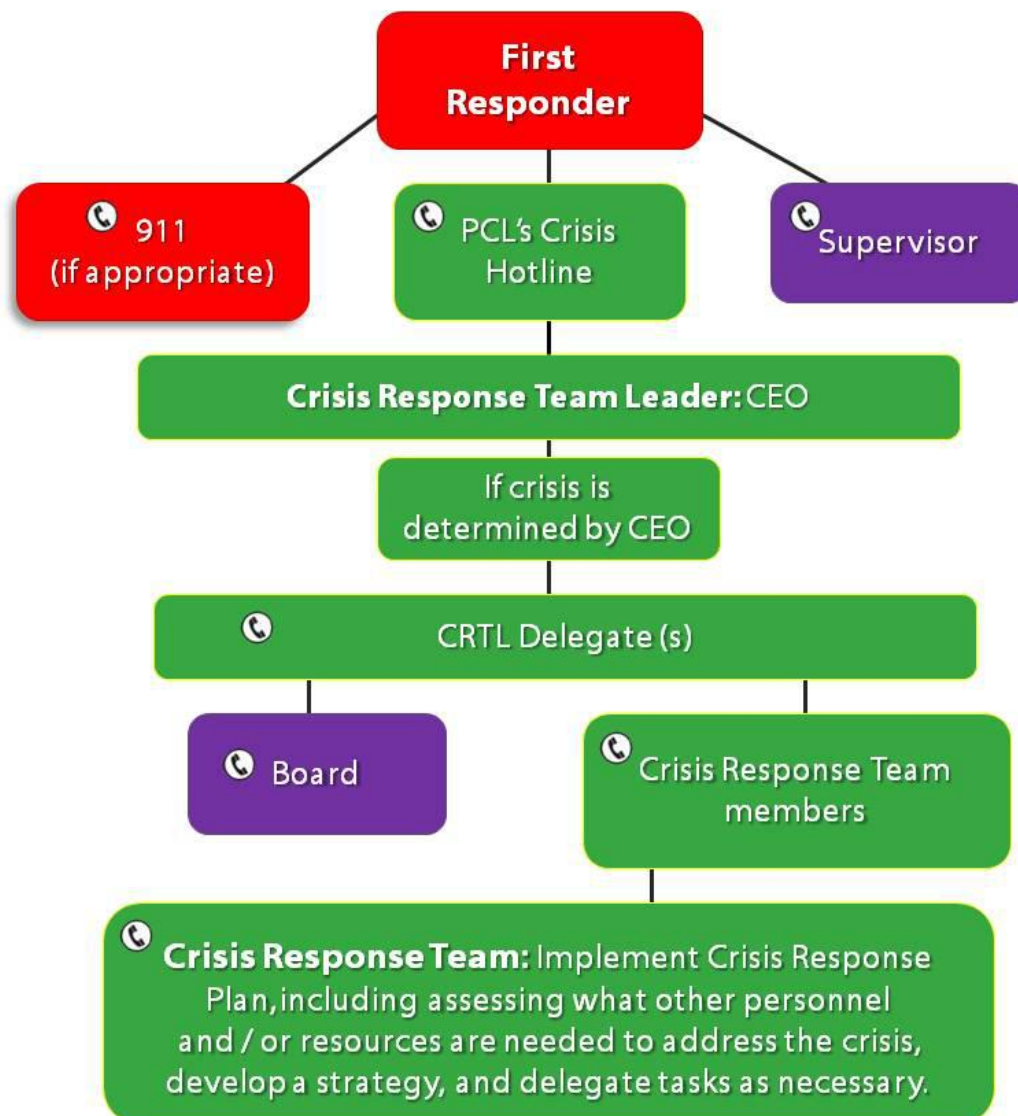 First
Responder
911
(if appropriate)
PCL's Crisis
Hotline
Supervisor
Crisis Response Team Leader: CEO
If crisis is
determined by CEO
CRTL Delegate (s)
Board
Crisis Response Team
members
Crisis Response Team: Implement Crisis Response
Plan, including assessing what other personnel
and / or resources are needed to address the crisis,
develop a strategy, and delegate tasks as necessary.